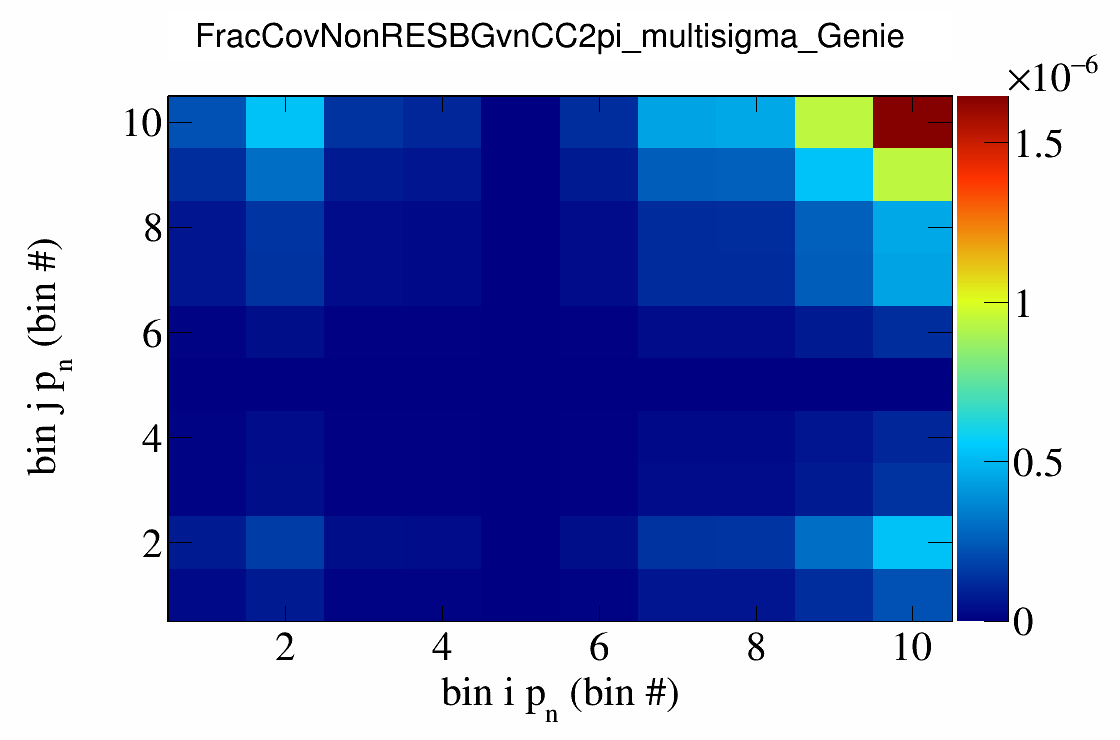 FracCovNonRESBGvnCC2pi_multisigma_Genie
×10⁻⁶
10
8
6
4
2
bin j pₙ (bin #)
1.5
1
0.5
0
2 4 6 8 10
bin i pₙ (bin #)